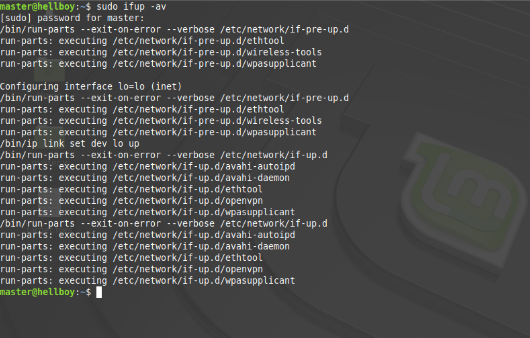 master@hellboy:~$ sudo ifup -av
[sudo] password for master:
/bin/run-parts --exit-on-error --verbose /etc/network/if-pre-up.d
run-parts: executing /etc/network/if-pre-up.d/ethtool
run-parts: executing /etc/network/if-pre-up.d/wireless-tools
run-parts: executing /etc/network/if-pre-up.d/wpasupplicant

Configuring interface lo=lo (inet)
/bin/run-parts --exit-on-error --verbose /etc/network/if-pre-up.d
run-parts: executing /etc/network/if-pre-up.d/ethtool
run-parts: executing /etc/network/if-pre-up.d/wireless-tools
run-parts: executing /etc/network/if-pre-up.d/wpasupplicant
/bin/ip link set dev lo up
/bin/run-parts --exit-on-error --verbose /etc/network/if-up.d
run-parts: executing /etc/network/if-up.d/avahi-autoipd
run-parts: executing /etc/network/if-up.d/avahi-daemon
run-parts: executing /etc/network/if-up.d/ethtool
run-parts: executing /etc/network/if-up.d/openvpn
run-parts: executing /etc/network/if-up.d/wpasupplicant
/bin/run-parts --exit-on-error --verbose /etc/network/if-up.d
run-parts: executing /etc/network/if-up.d/avahi-autoipd
run-parts: executing /etc/network/if-up.d/avahi-daemon
run-parts: executing /etc/network/if-up.d/ethtool
run-parts: executing /etc/network/if-up.d/openvpn
run-parts: executing /etc/network/if-up.d/wpasupplicant
master@hellboy:~$